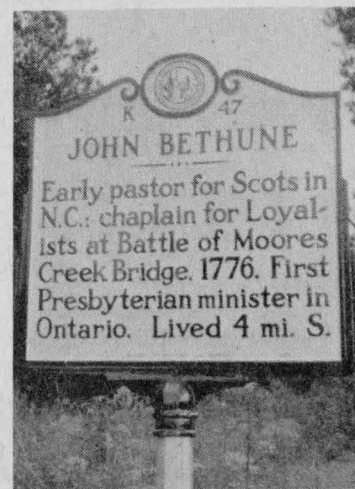 K 47
JOHN BETHUNE
Early pastor for Scots in
N.C.; chaplain for Loyal-
ists at Battle of Moores
Creek Bridge, 1776. First
Presbyterian minister in
Ontario. Lived 4 mi. S.